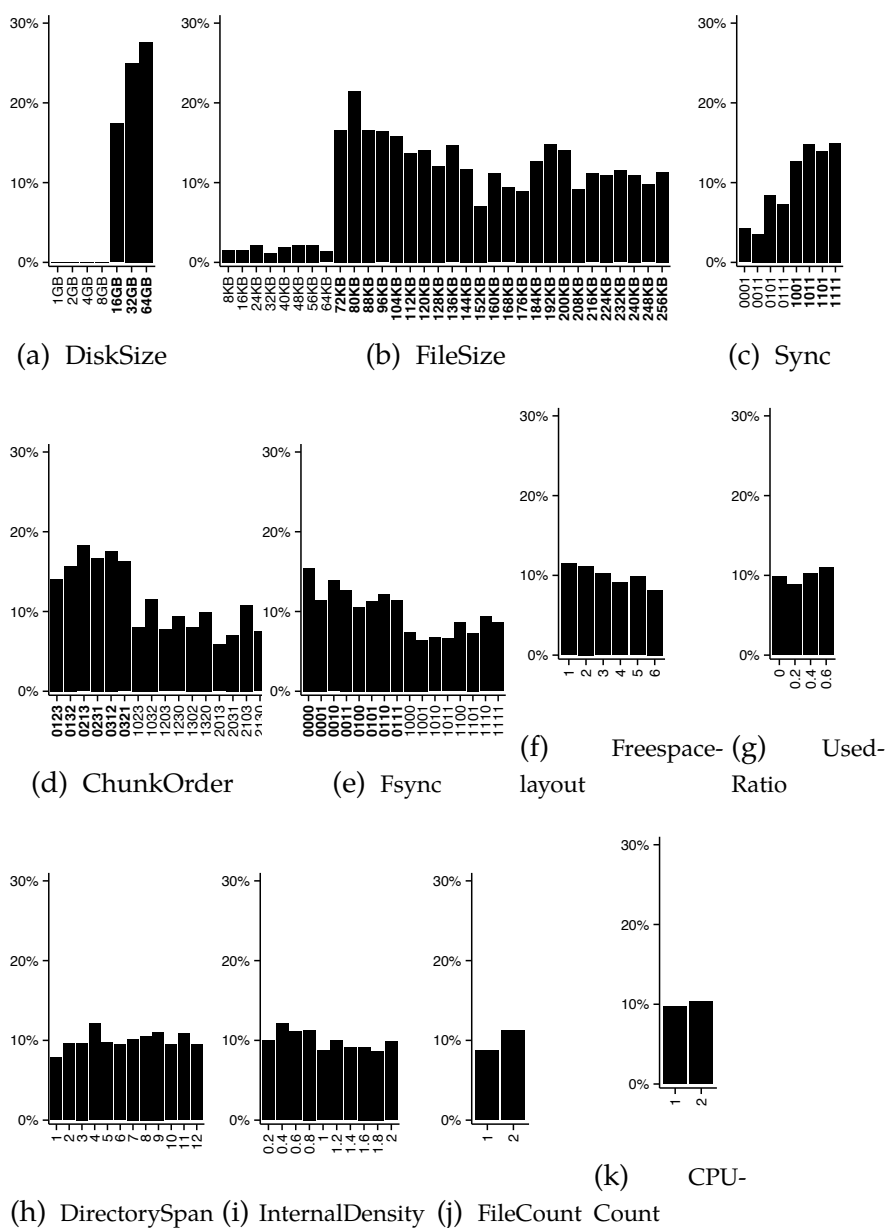 30%
20%
10%
0%
1GB
2GB
4GB
8GB
16GB
32GB
64GB
(a) DiskSize
30%
20%
10%
0%
8KB
16KB
24KB
32KB
40KB
48KB
56KB
64KB
72KB
80KB
88KB
96KB
104KB
112KB
120KB
128KB
136KB
144KB
152KB
160KB
168KB
176KB
184KB
192KB
200KB
208KB
216KB
224KB
232KB
240KB
248KB
256KB
(b) FileSize
30%
20%
10%
0%
0001
0011
0101
0111
1001
1011
1101
1111
(c) Sync
30%
20%
10%
0%
0123
0132
0213
0231
0312
0321
1023
1032
1203
1230
1302
1320
2013
2031
2103
2130
(d) ChunkOrder
30%
20%
10%
0%
0000
0001
0010
0011
0100
0101
0110
0111
1000
1001
1010
1011
1100
1101
1110
1111
(e) Fsync
30%
20%
10%
0%
1
2
3
4
5
6
(f) Freespace-
layout
30%
20%
10%
0%
0
0.2
0.4
0.6
(g) Used-
Ratio
30%
20%
10%
0%
1
2
3
4
5
6
7
8
9
10
11
12
(h) DirectorySpan
30%
20%
10%
0%
0.2
0.4
0.6
0.8
1
1.2
1.4
1.6
1.8
2
(i) InternalDensity
30%
20%
10%
0%
1
2
(j) FileCount
30%
20%
10%
0%
1
2
(k) CPU-
Count